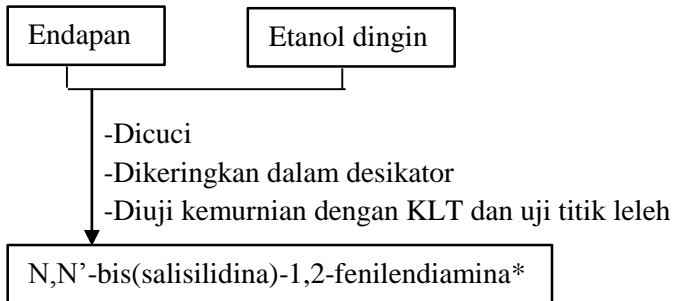 Endapan
Etanol dingin
-Dicuci
-Dikeringkan dalam desikator
-Diuji kemurnian dengan KLT dan uji titik leleh
N,N’-bis(salisilidina)-1,2-fenilendiamina*